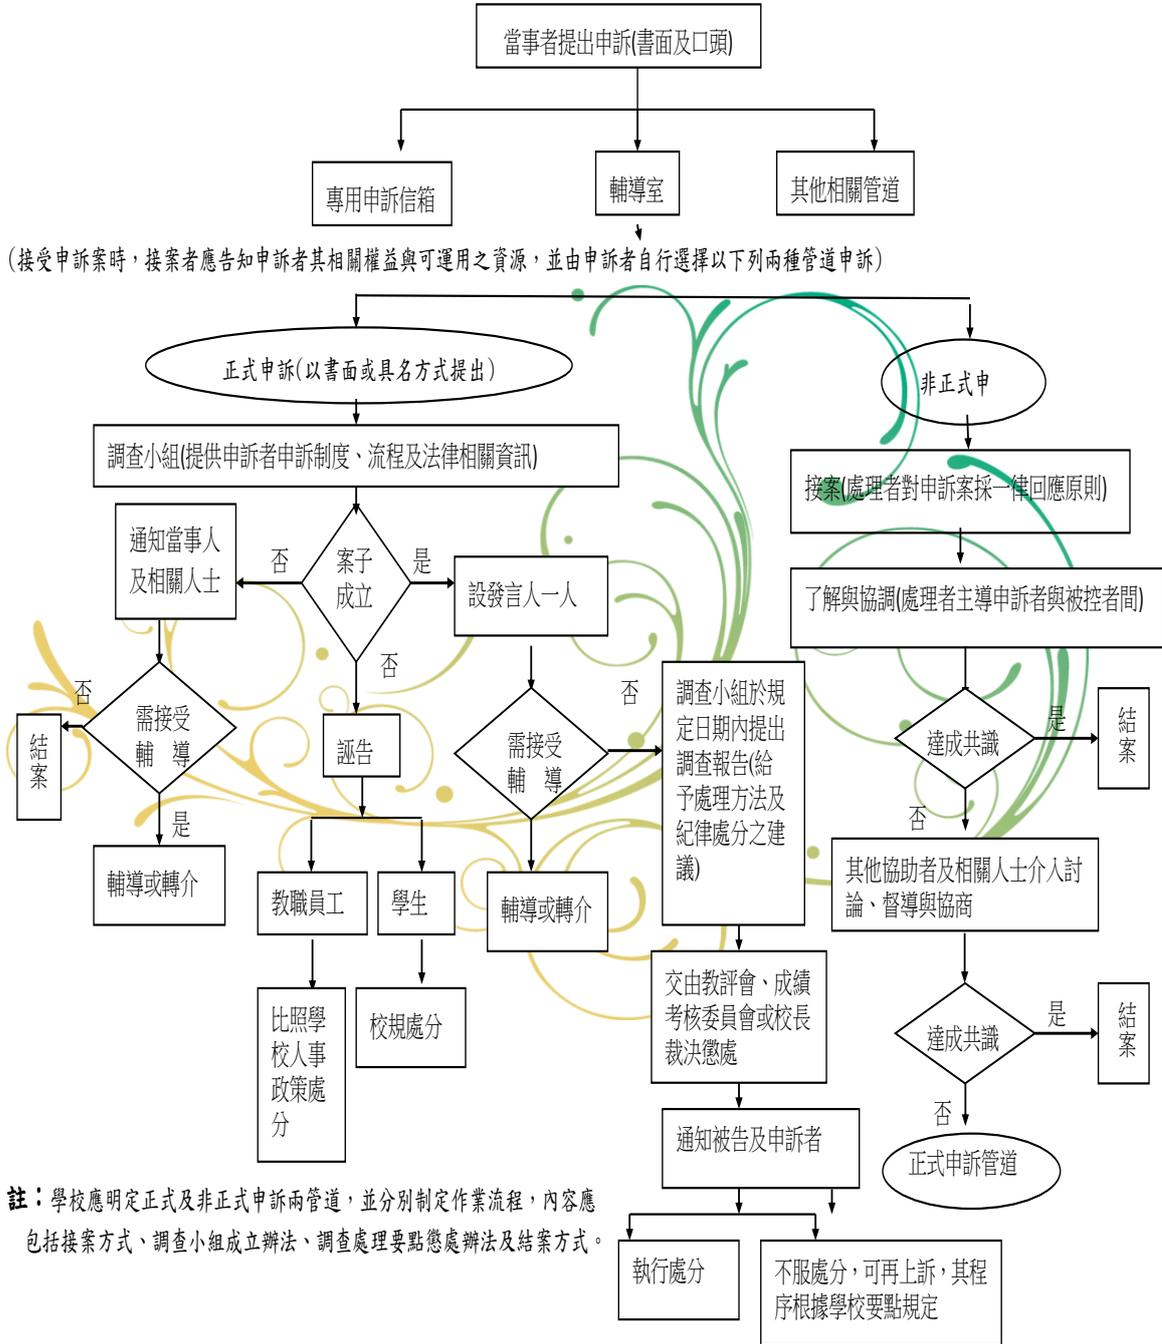 當事者提出申訴(書面及口頭)
專用申訴信箱
輔導室
其他相關管道
(接受申訴案時，接案者應告知申訴者其相關權益與可運用之資源，並由申訴者自行選擇以下列兩種管道申訴)
正式申訴(以書面或具名方式提出)
非正式申
調查小組(提供申訴者申訴制度、流程及法律相關資訊)
接案(處理者對申訴案採一律回應原則)
通知當事人
及相關人士
否
案子
成立
是
設發言人一人
了解與協調(處理者主導申訴者與被控者間)
否
需接受
輔 導
結
案
是
輔導或轉介
否
誣告
教職員工
學生
比照學
校人事
政策處
分
校規處分
需接受
輔 導
否
輔導或轉介
調查小組於規
定日期內提出
調查報告(給
予處理方法及
紀律處分之建
議)
交由教評會、成績
考核委員會或校長
裁決懲處
通知被告及申訴者
執行處分
不服處分，可再上訴，其程
序根據學校要點規定
達成共識
是
結
案
否
其他協助者及相關人士介入討
論、督導與協商
達成共識
是
結
案
否
正式申訴管道
註：學校應明定正式及非正式申訴兩管道，並分別制定作業流程，內容應
包括接案方式、調查小組成立辦法、調查處理要點懲處辦法及結案方式。